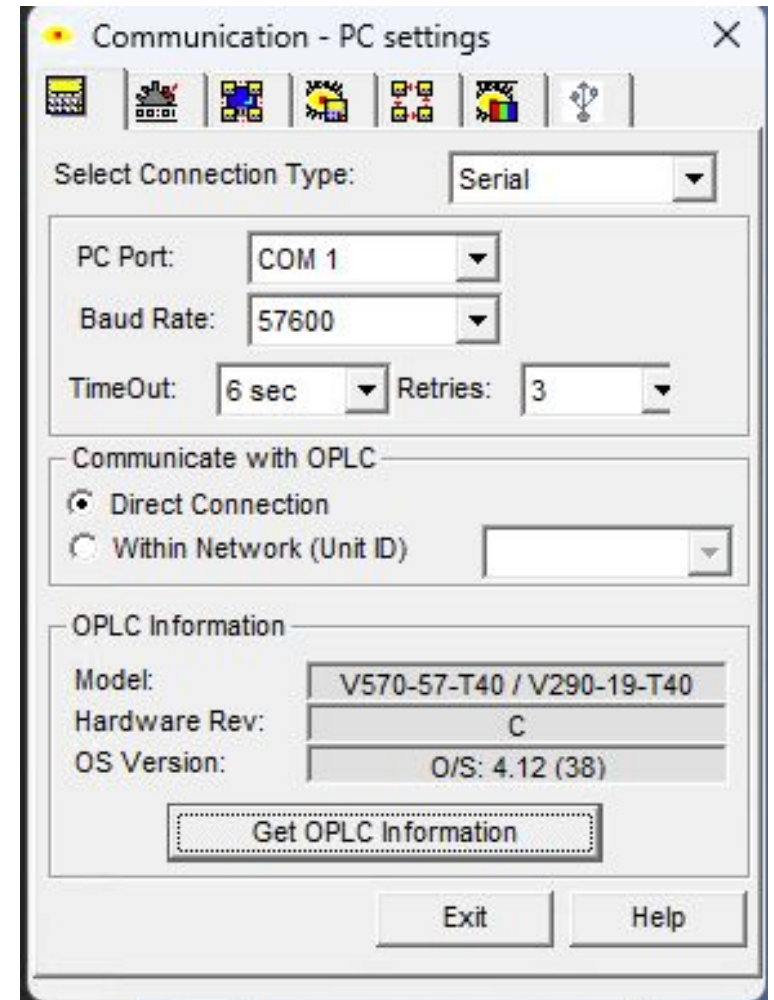 Communication - PC settings
Select Connection Type: Serial
PC Port: COM 1
Baud Rate: 57600
TimeOut: 6 sec Retries: 3
Communicate with OPLC
Direct Connection
Within Network (Unit ID)
OPLC Information
Model: V570-57-T40 / V290-19-T40
Hardware Rev: C
OS Version: O/S: 4.12 (38)
Get OPLC Information
Exit Help